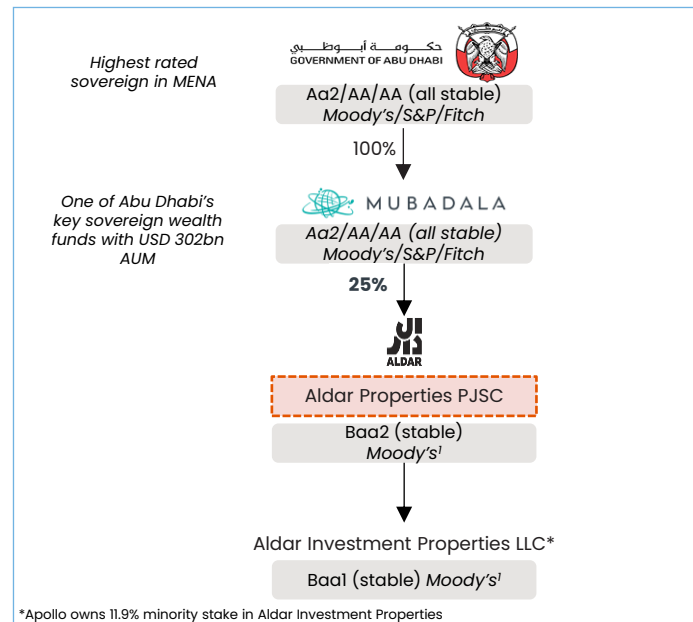 Highest rated
sovereign in MENA
حكومة أبوظبي
GOVERNMENT OF ABU DHABI
Aa2/AA/AA (all stable)
Moody's/S&P/Fitch
100%
One of Abu Dhabi's
key sovereign wealth
funds with USD 302bn
AUM
MUBADALA
Aa2/AA/AA (all stable)
Moody's/S&P/Fitch
25%
الدار
ALDAR
Aldar Properties PJSC
Baa2 (stable)
Moody's¹
Aldar Investment Properties LLC*
Baa1 (stable) Moody's¹
*Apollo owns 11.9% minority stake in Aldar Investment Properties